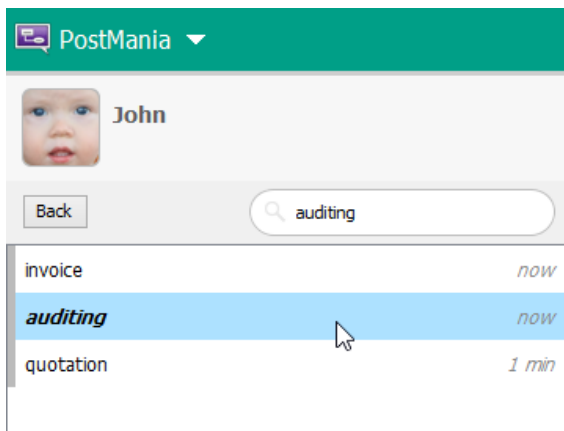 PostMania
John
Back auditing
invoice now
auditing now
quotation 1 min